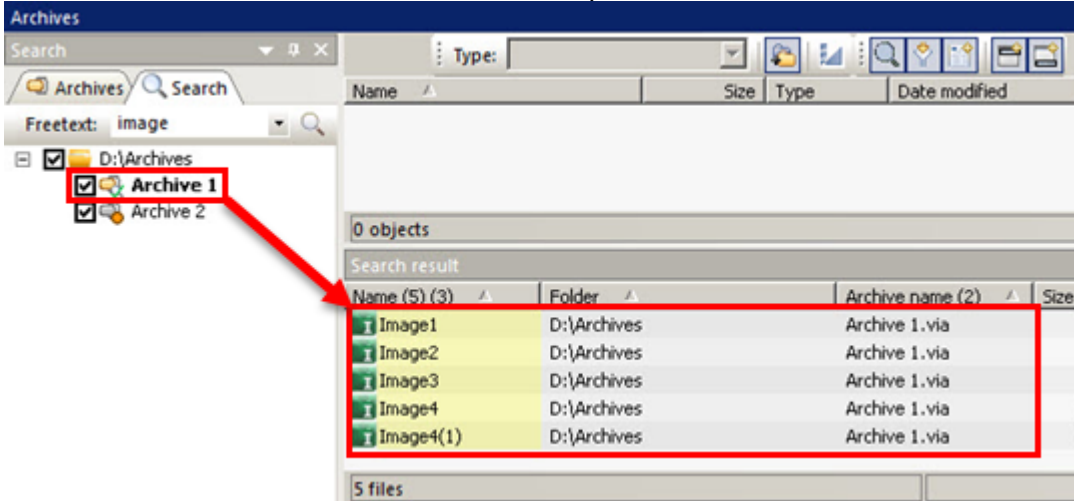 Archives
Search
Type:
Archives Search
Name Size Type Date modified
Freetext: image
D:\Archives
Archive 1
Archive 2
0 objects
Search result
Name (5) (3) Folder Archive name (2) Size
Image1 D:\Archives Archive 1.via
Image2 D:\Archives Archive 1.via
Image3 D:\Archives Archive 1.via
Image4 D:\Archives Archive 1.via
Image4(1) D:\Archives Archive 1.via
5 files